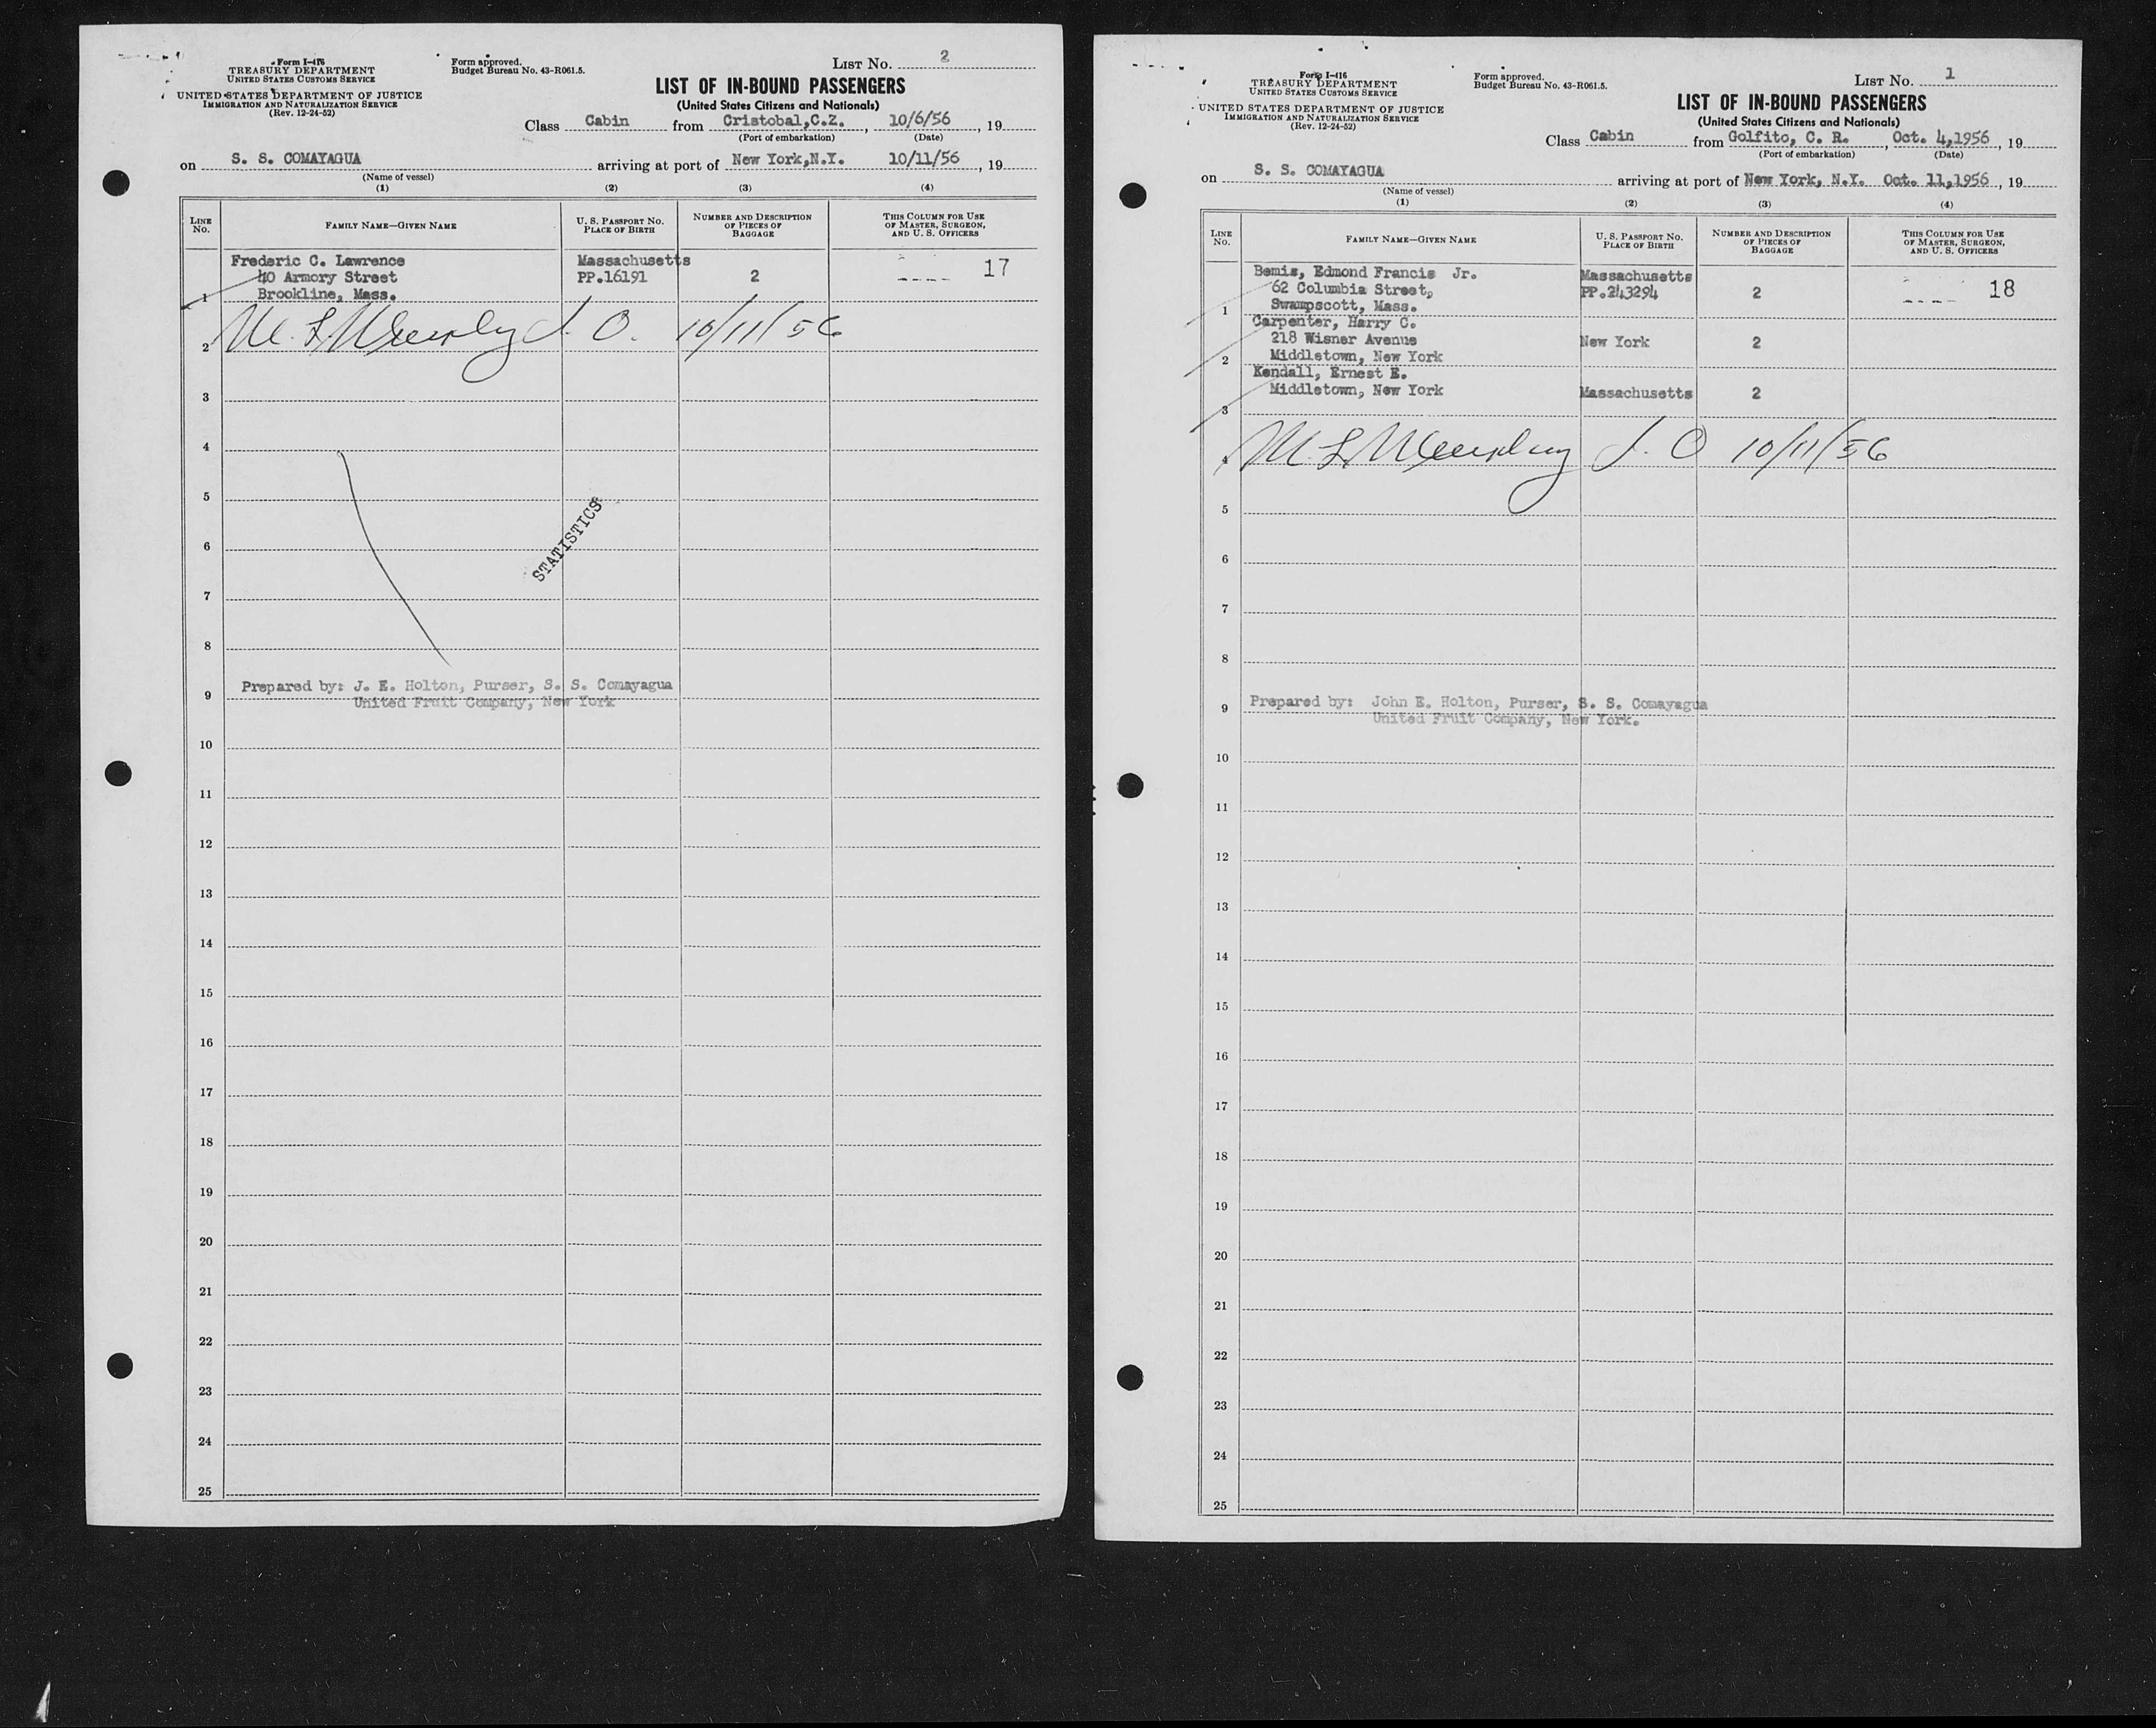 Form I-416
TREASURY DEPARTMENT
UNITED STATES CUSTOMS SERVICE
UNITED STATES DEPARTMENT OF JUSTICE
IMMIGRATION AND NATURALIZATION SERVICE
(Rev. 12-24-52)
Form approved.
Budget Bureau No. 43-R061.5.
LIST No. 2
LIST OF IN-BOUND PASSENGERS
(United States Citizens and Nationals)
Class Cabin from Cristobal,C.Z. , 10/6/56 , 19
(Port of embarkation) (Date)
on S. S. COMAYAGUA arriving at port of New York,N.Y. 10/11/56 , 19
(Name of vessel)
(1) (2) (3) (4)
LINE No. FAMILY NAME—GIVEN NAME U. S. PASSPORT NO. PLACE OF BIRTH NUMBER AND DESCRIPTION OF PIECES OF BAGGAGE THIS COLUMN FOR USE OF MASTER, SURGEON, AND U. S. OFFICERS
Frederic C. Lawrence Massachusetts 17
40 Armory Street PP.16191 2
1 Brookline, Mass.
2 M. L. I. O. 10/11/56
3
4
5
STATISTICS
6
7
8
Prepared by: J. E. Holton, Purser, S. S. Comayagua
9
United Fruit Company, New York
10
11
12
13
14
15
16
17
18
19
20
21
22
23
24
25
Form I-416
TREASURY DEPARTMENT
UNITED STATES CUSTOMS SERVICE
UNITED STATES DEPARTMENT OF JUSTICE
IMMIGRATION AND NATURALIZATION SERVICE
(Rev. 12-24-52)
Form approved.
Budget Bureau No. 43-R061.5.
LIST No. 1
LIST OF IN-BOUND PASSENGERS
(United States Citizens and Nationals)
Class Cabin from Golfito, C. R. , Oct. 4,1956 , 19
(Port of embarkation) (Date)
on S. S. COMAYAGUA arriving at port of New York, N.Y. Oct. 11,1956 , 19
(Name of vessel)
(1) (2) (3) (4)
LINE No. FAMILY NAME—GIVEN NAME U. S. PASSPORT NO. PLACE OF BIRTH NUMBER AND DESCRIPTION OF PIECES OF BAGGAGE THIS COLUMN FOR USE OF MASTER, SURGEON, AND U. S. OFFICERS
Bemis, Edmond Francis Jr. Massachusetts
62 Columbia Street, PP.243294 2 18
1 Swampscott, Mass.
Carpenter, Harry C.
218 Wisner Avenue New York 2
2 Middletown, New York
Kendall, Ernest E.
Middletown, New York Massachusetts 2
3
4 M. L. I. O 10/11/56
5
6
7
8
Prepared by: John E. Holton, Purser, S. S. Comayagua
9
United Fruit Company, New York.
10
11
12
13
14
15
16
17
18
19
20
21
22
23
24
25